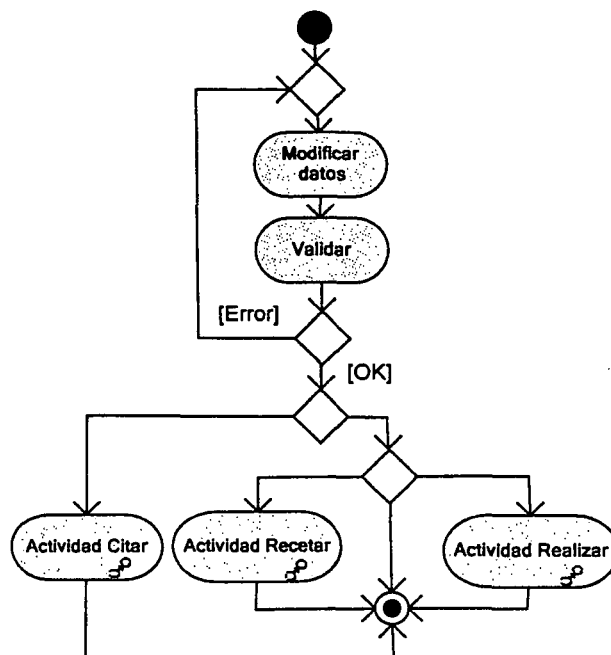 Modificar
datos
Validar
[Error]
[OK]
Actividad Citar
Actividad Recetar
Actividad Realizar